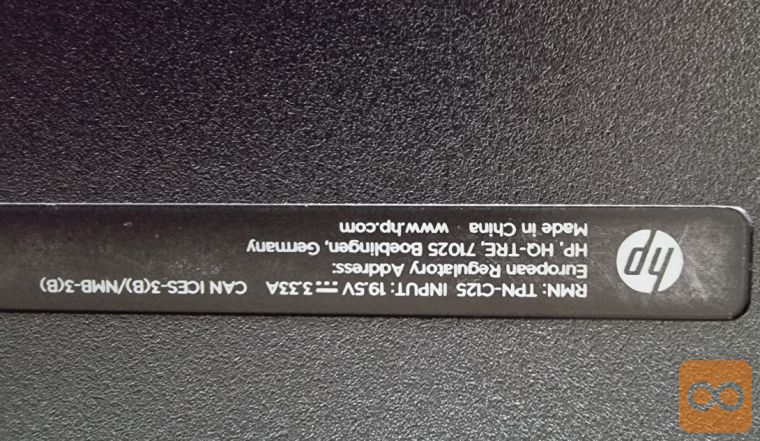 hp
RMN: TPN-C125 INPUT: 19.5V ⎓ 3.33A CAN ICES-3(B)/NMB-3(B)
European Regulatory Address:
HP, HQ-TRE, 71025 Boeblingen, Germany
Made in China www.hp.com